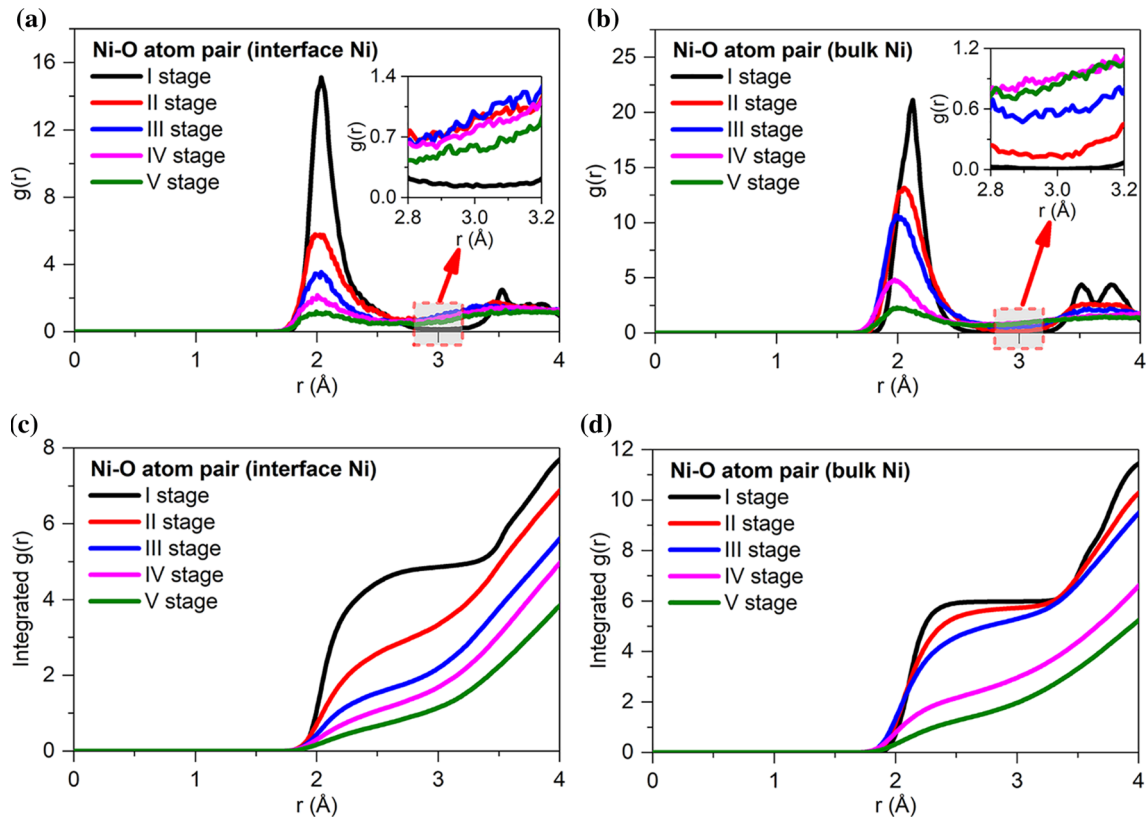 (a)
Ni-O atom pair (interface Ni)
I stage
II stage
III stage
IV stage
V stage
g(r)
16
12
8
4
0
0 1 2 3 4
r (Å)
g(r)
1.4
0.7
0.0
2.8 3.0 3.2
r (Å)
(b)
Ni-O atom pair (bulk Ni)
I stage
II stage
III stage
IV stage
V stage
g(r)
25
20
15
10
5
0
0 1 2 3 4
r (Å)
g(r)
1.2
0.6
0.0
2.8 3.0 3.2
r (Å)
(c)
Ni-O atom pair (interface Ni)
I stage
II stage
III stage
IV stage
V stage
Integrated g(r)
8
6
4
2
0
0 1 2 3 4
r (Å)
(d)
Ni-O atom pair (bulk Ni)
I stage
II stage
III stage
IV stage
V stage
Integrated g(r)
12
10
8
6
4
2
0
0 1 2 3 4
r (Å)